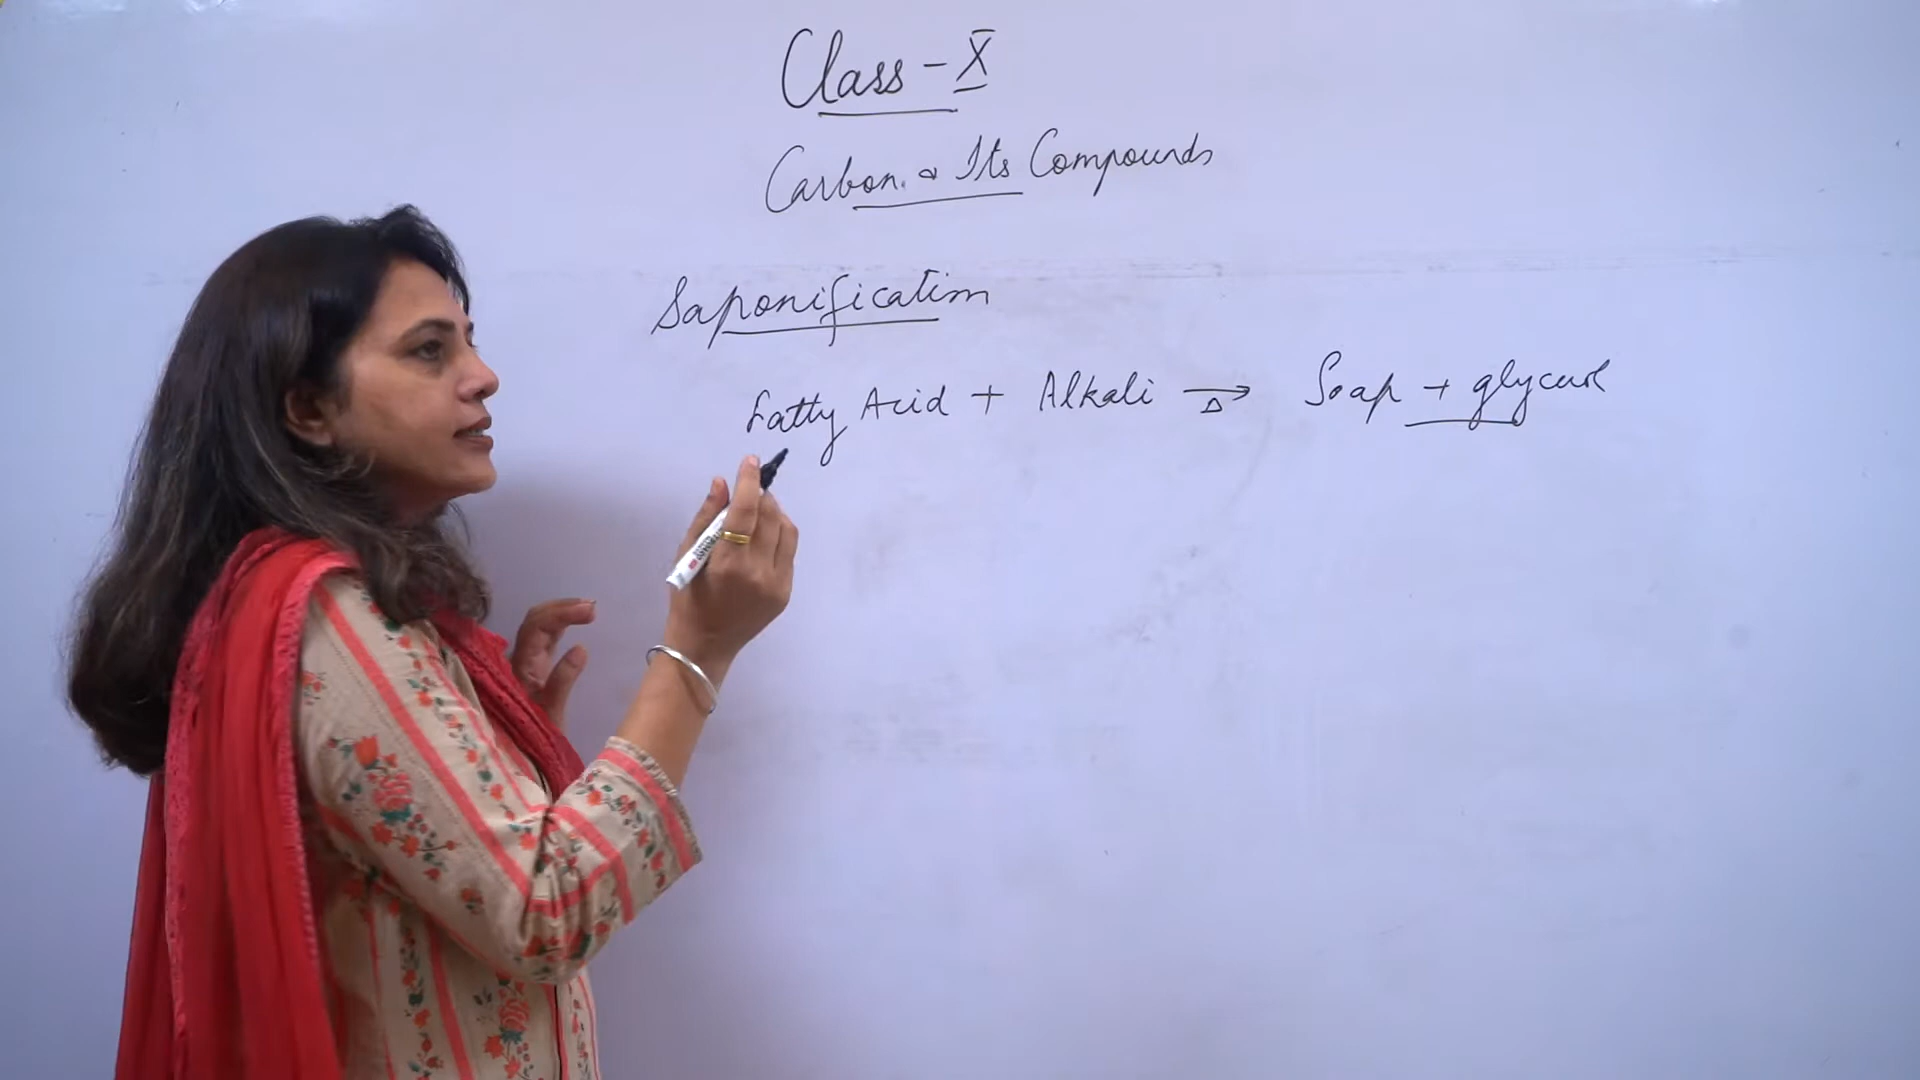 Class - X
Carbon & Its Compounds
Saponification
Fatty Acid + Alkali →Δ Soap + glycerol